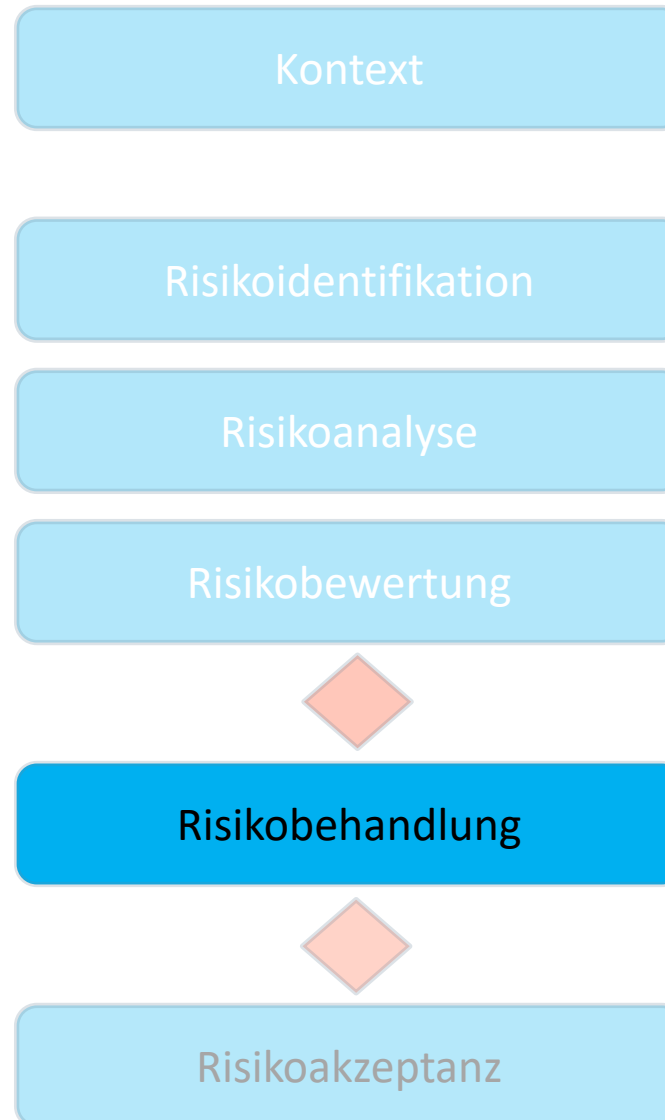 Kontext
Risikoidentifikation
Risikoanalyse
Risikobewertung
Risikobehandlung
Risikoakzeptanz